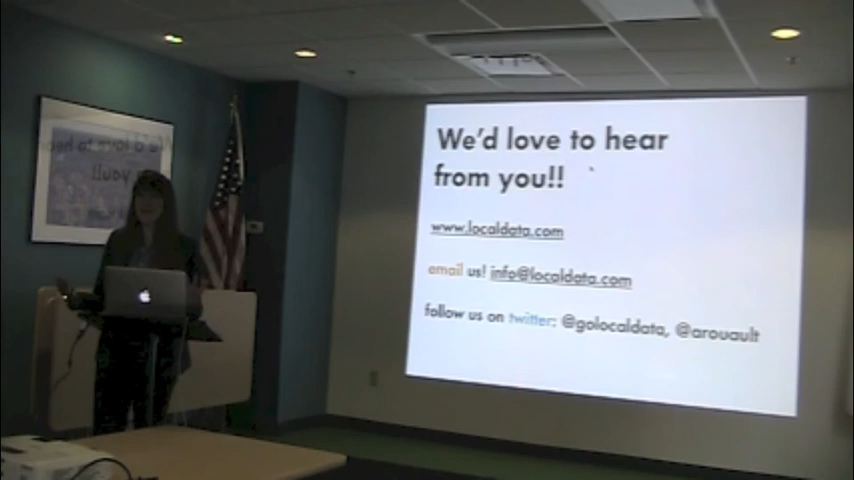 We'd love to hear
from you!!
www.localdata.com
email us! info@localdata.com
follow us on twitter: @golocaldata, @arouault